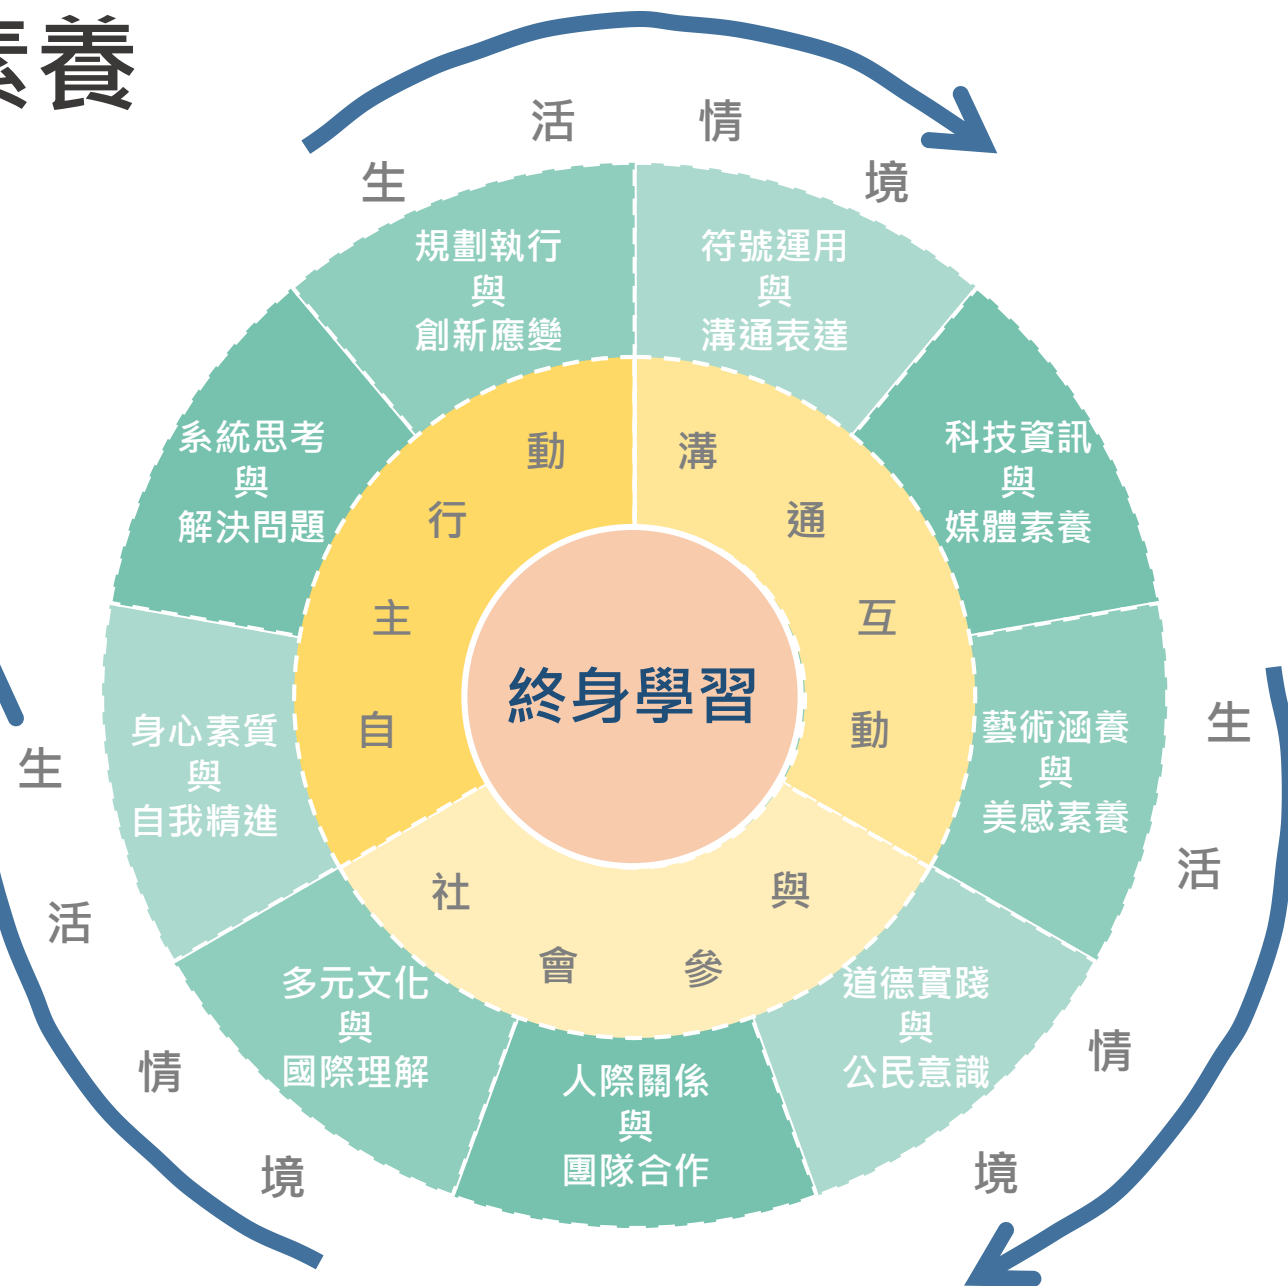 素養
生活情境
規劃執行
與
創新應變
符號運用
與
溝通表達
系統思考
與
解決問題
科技資訊
與
媒體素養
身心素質
與
自我精進
藝術涵養
與
美感素養
多元文化
與
國際理解
人際關係
與
團隊合作
道德實踐
與
公民意識
自主行動
溝通互動
社會參與
終身學習
生活情境
生活情境